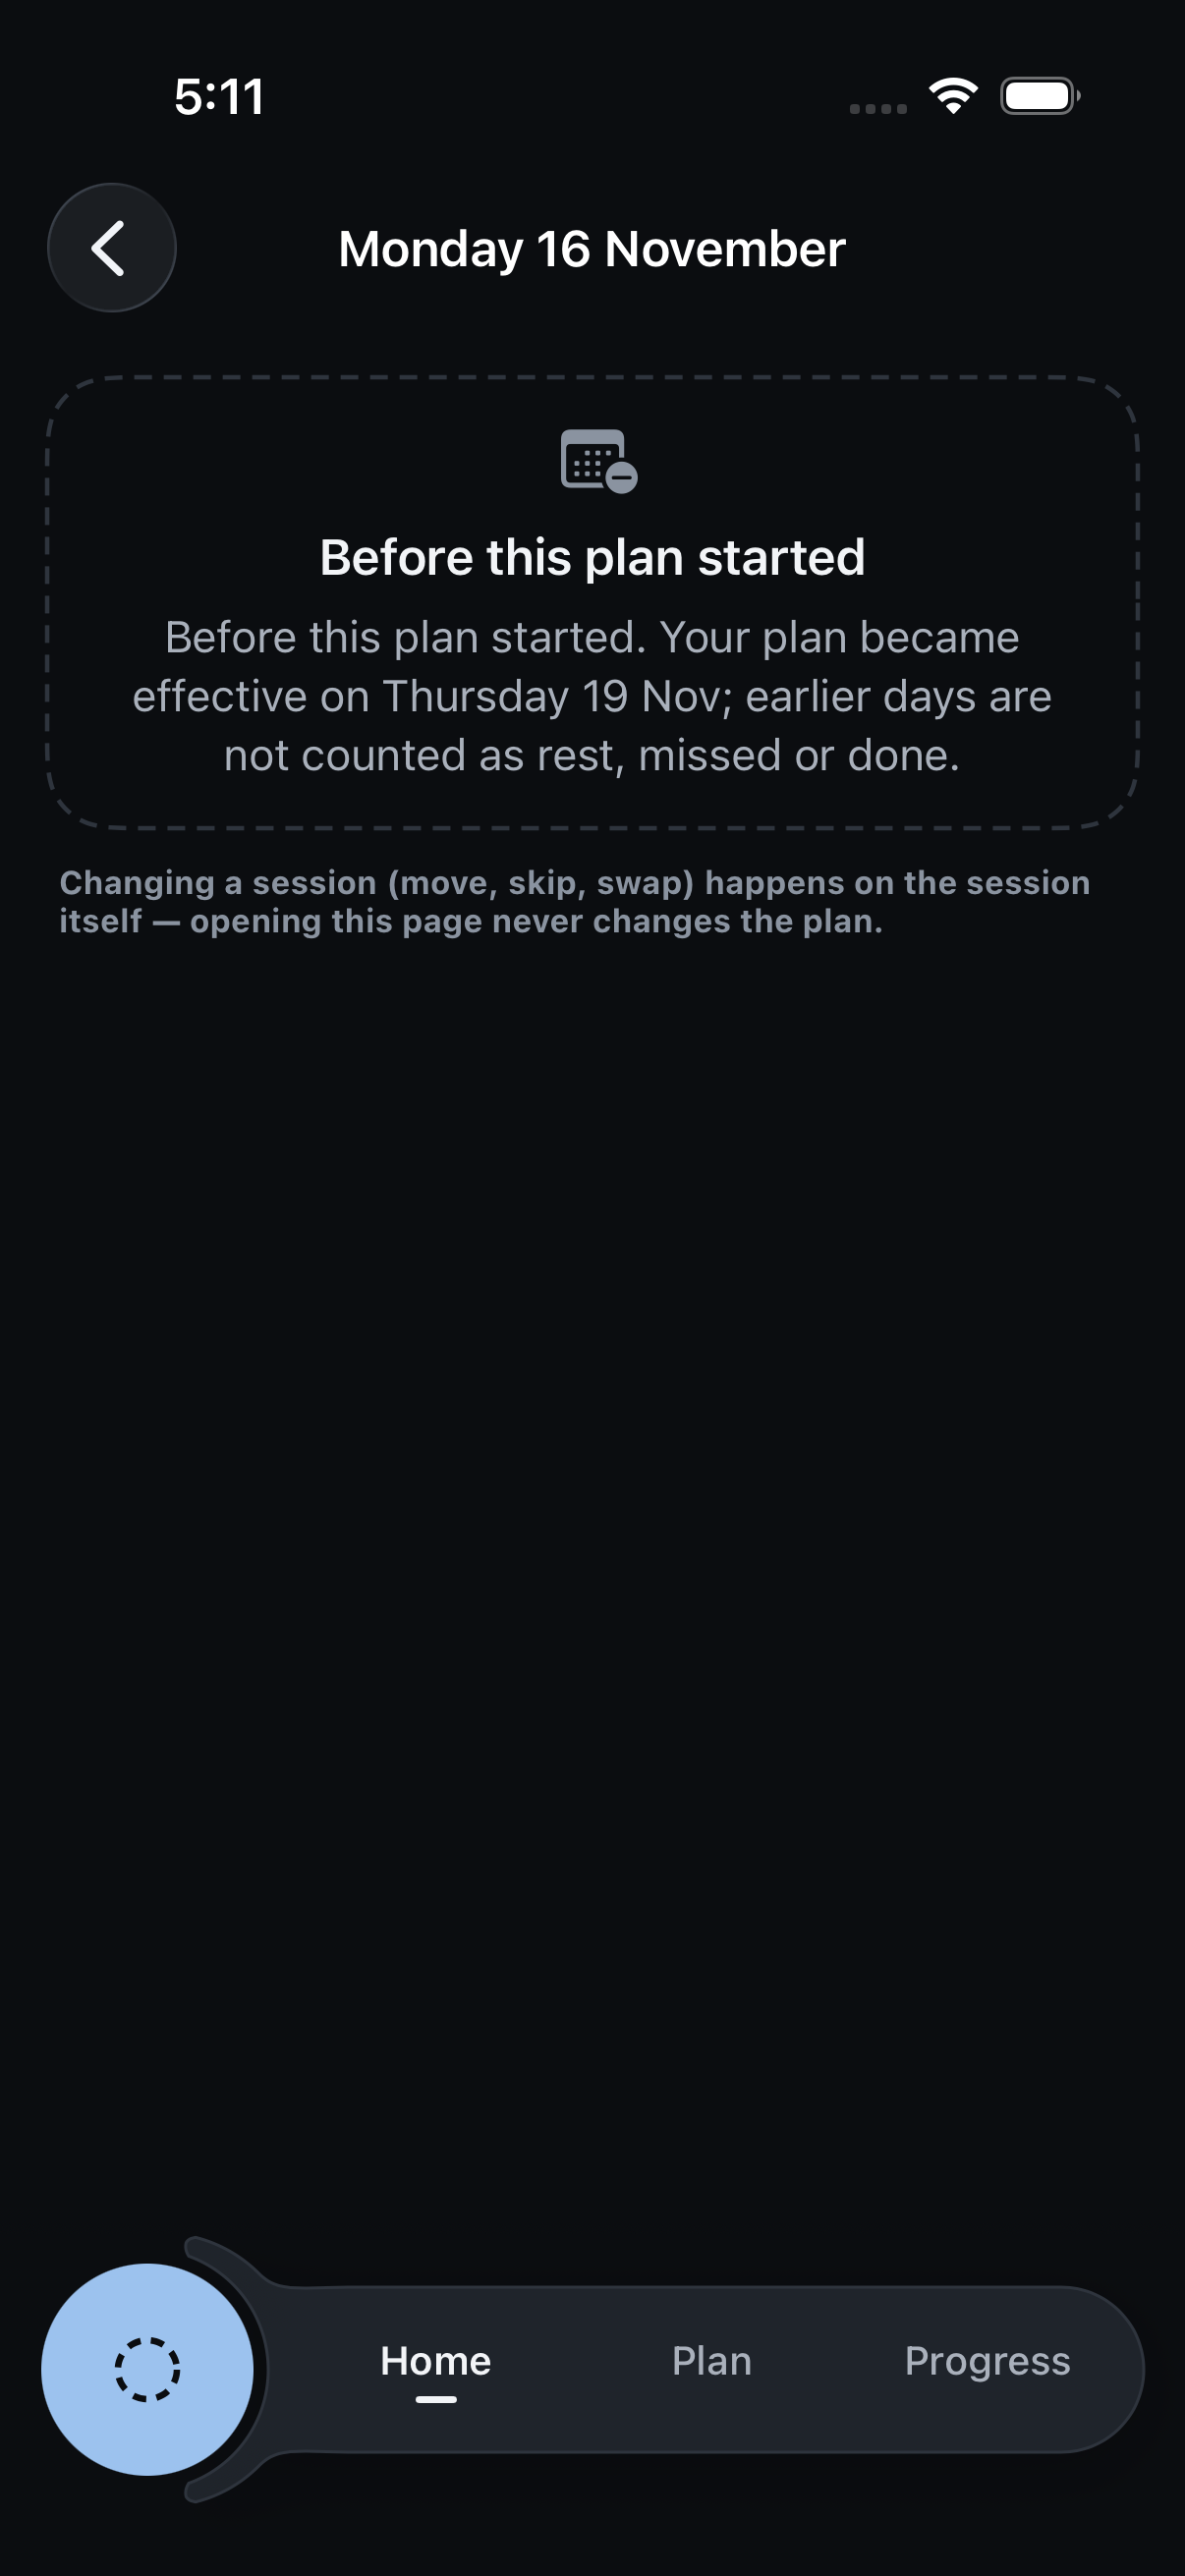 5:11
Monday 16 November
Before this plan started
Before this plan started. Your plan became
effective on Thursday 19 Nov; earlier days are
not counted as rest, missed or done.
Changing a session (move, skip, swap) happens on the session
itself — opening this page never changes the plan.
Home
Plan
Progress